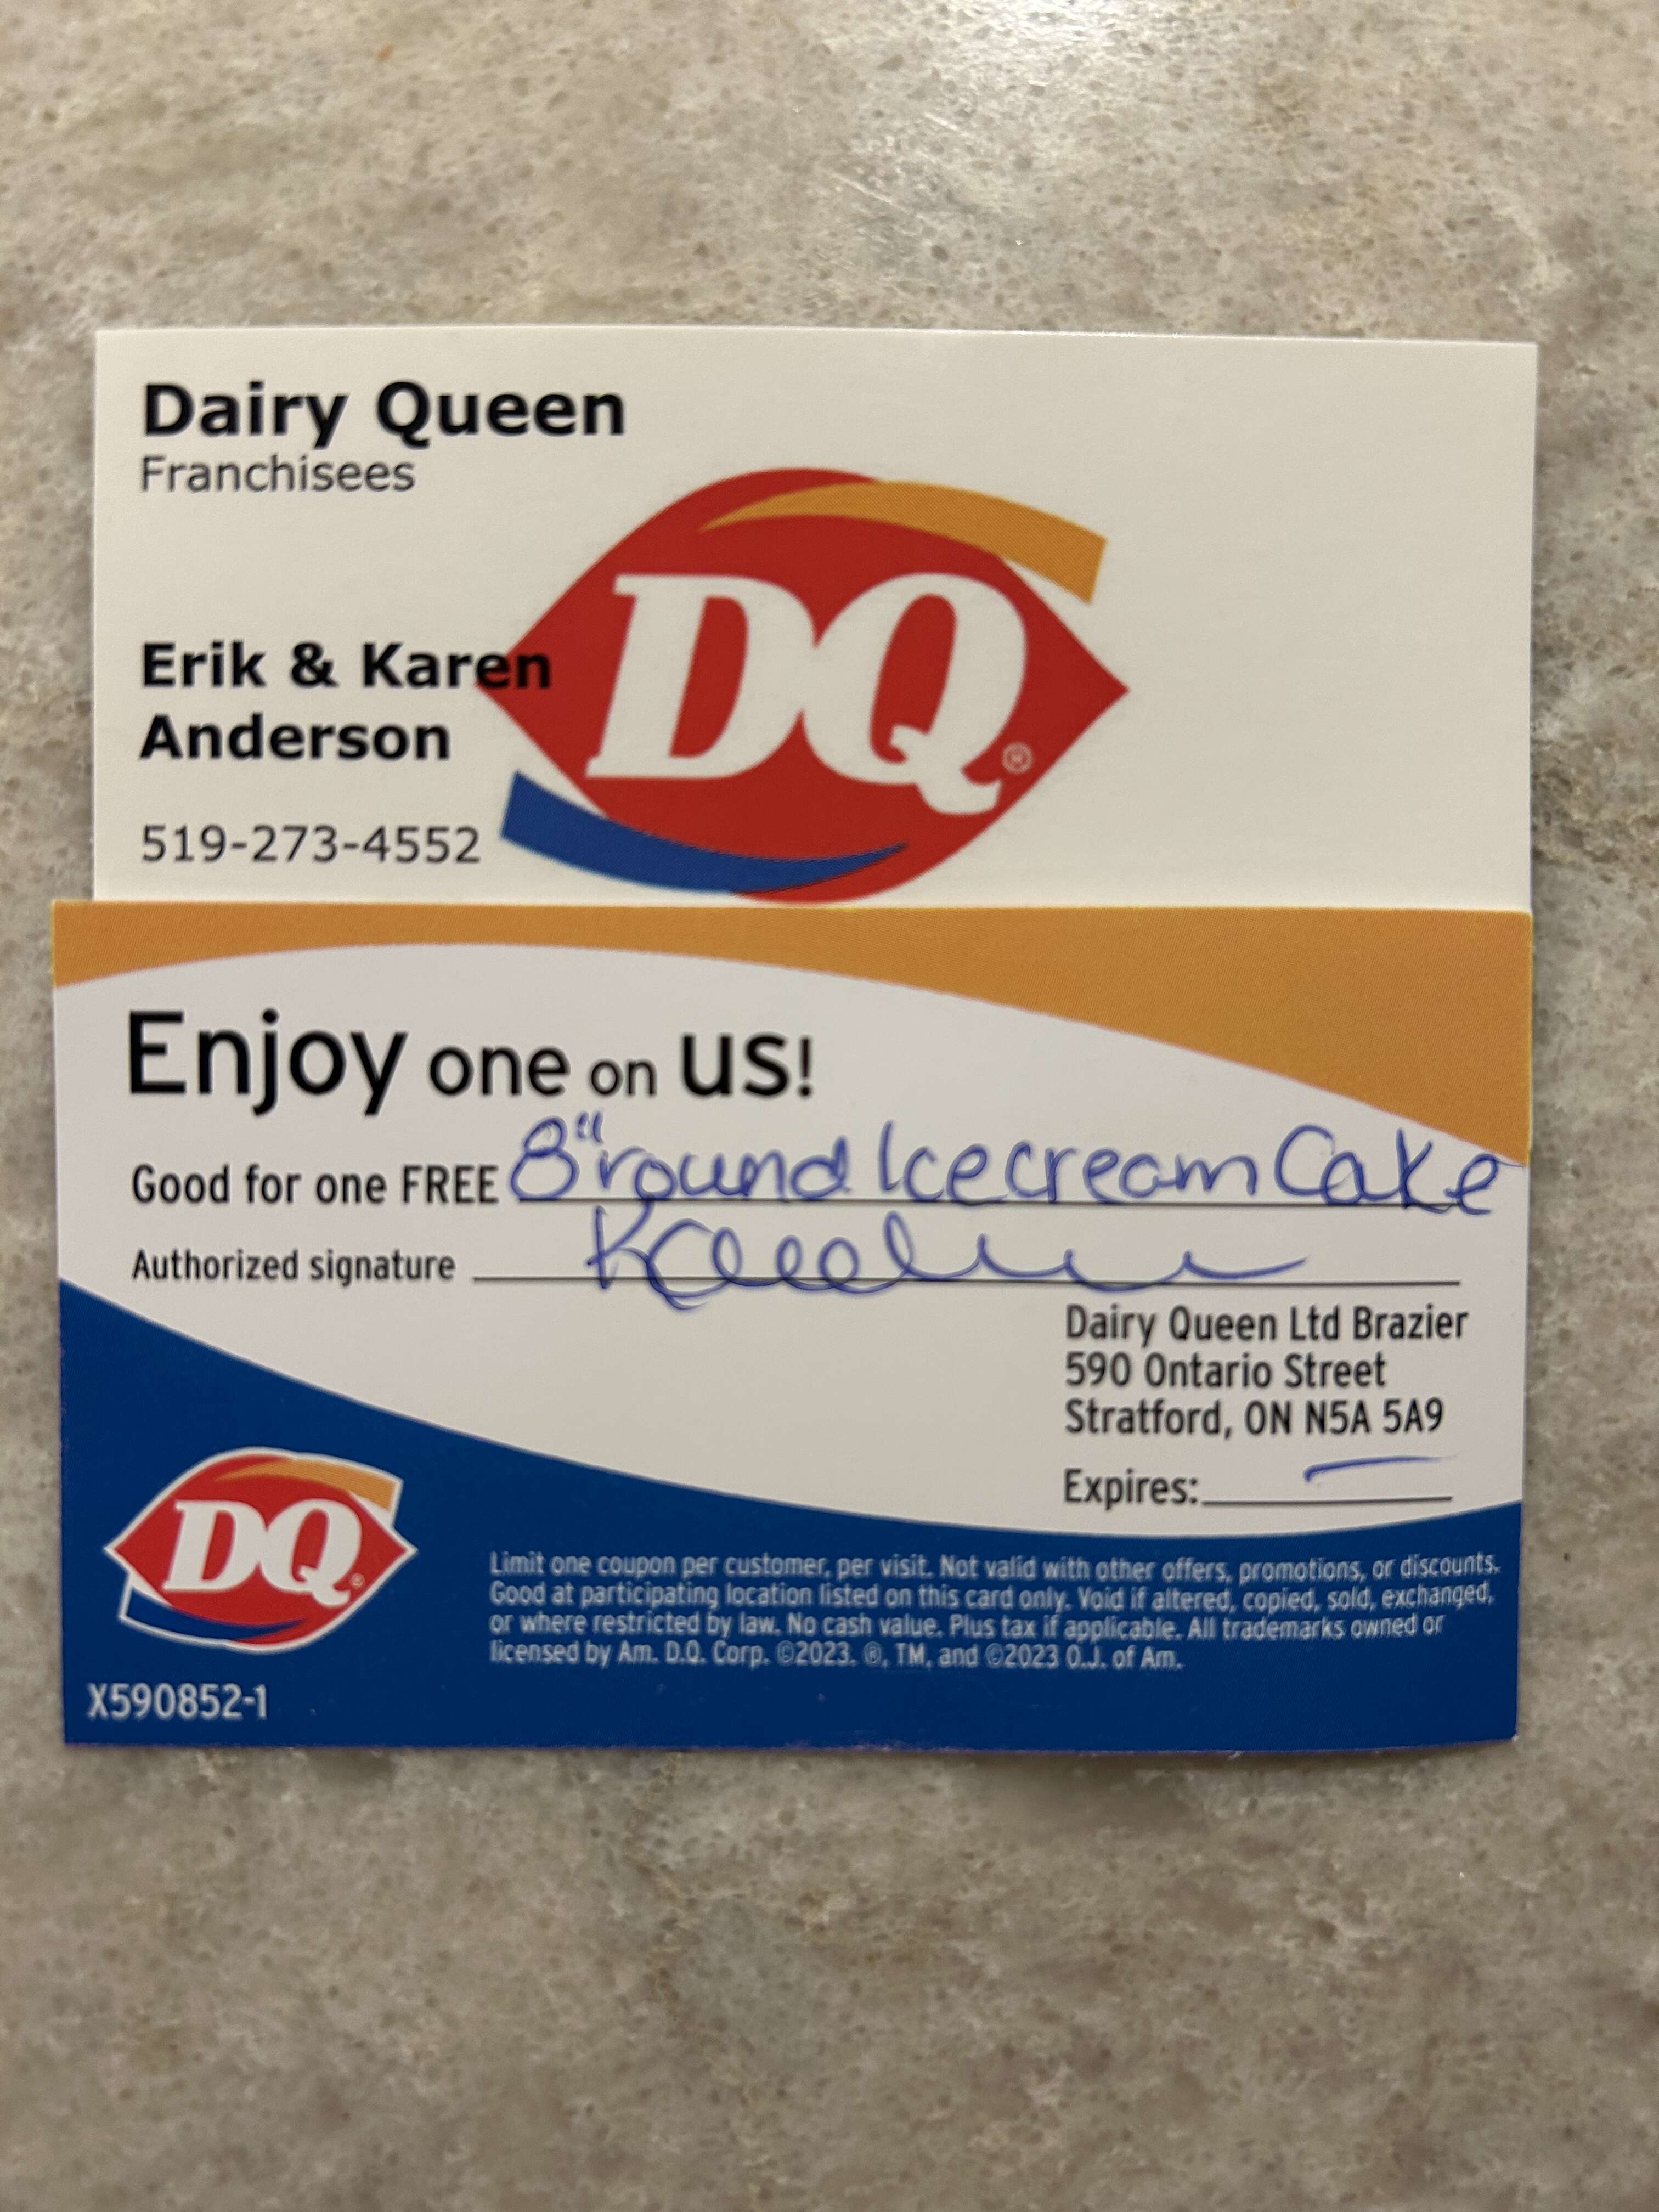 Dairy Queen
Franchisees
Erik & Karen
Anderson
519-273-4552
DQ®
Enjoy one on us!
Good for one FREE 8" round Icecream Cake
Authorized signature
Dairy Queen Ltd Brazier
590 Ontario Street
Stratford, ON N5A 5A9
Expires:
DQ®
Limit one coupon per customer, per visit. Not valid with other offers, promotions, or discounts.
Good at participating location listed on this card only. Void if altered, copied, sold, exchanged,
or where restricted by law. No cash value. Plus tax if applicable. All trademarks owned or
licensed by Am. D.Q. Corp. ©2023. ®, TM, and ©2023 O.J. of Am.
X590852-1